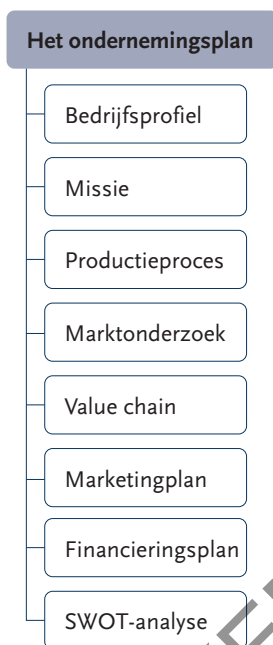 Het ondernemingsplan
Bedrijfsprofiel
Missie
Productieproces
Marktonderzoek
Value chain
Marketingplan
Financieringsplan
SWOT-analyse